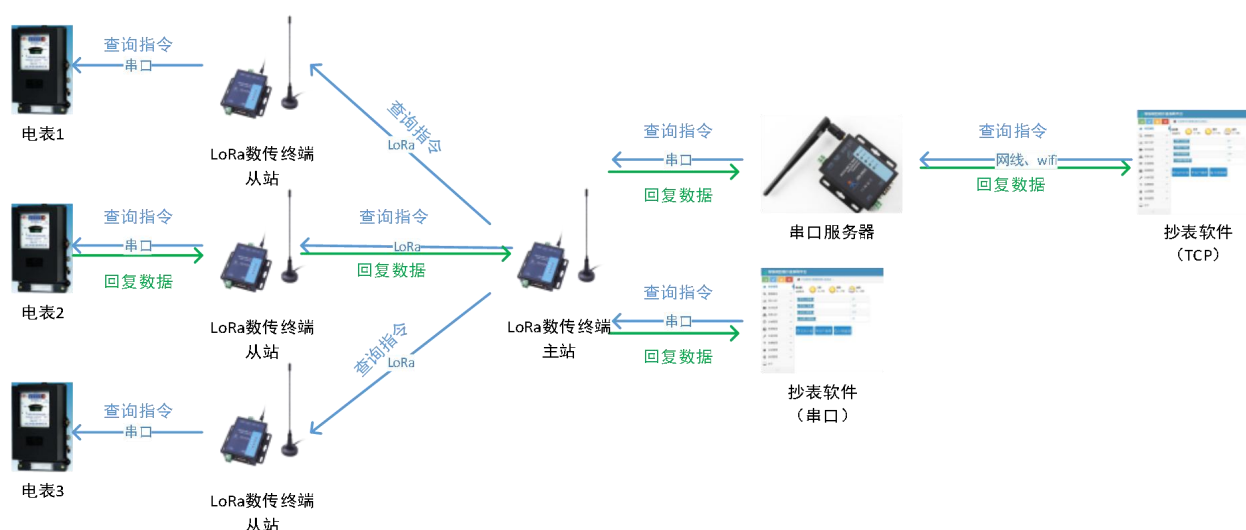 查询指令
串口
电表1
LoRa数传终端
从站
查询指令
LoRa
查询指令
串口
回复数据
串口服务器
查询指令
网线、wifi
回复数据
抄表软件
（TCP）
查询指令
串口
回复数据
电表2
LoRa数传终端
从站
查询指令
LoRa
回复数据
LoRa数传终端
主站
查询指令
串口
回复数据
抄表软件
（串口）
查询指令
LoRa
查询指令
串口
电表3
LoRa数传终端
从站